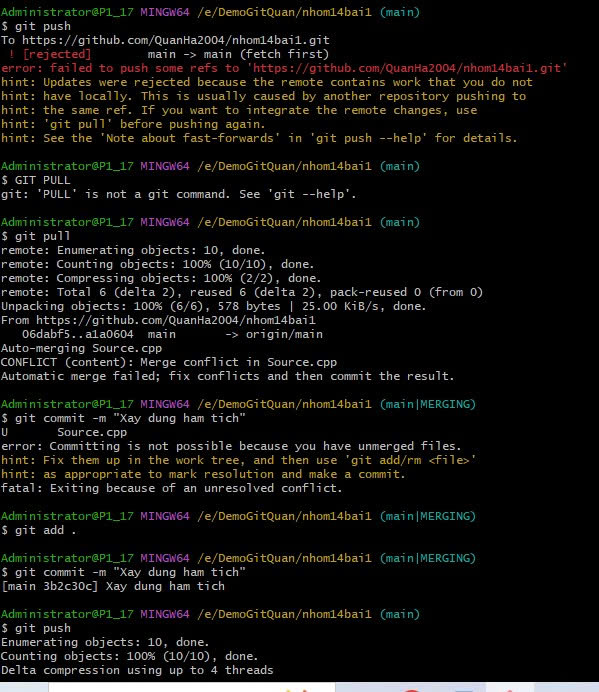 Administrator@P1_17 MINGW64 /e/DemoGitQuan/nhom14bai1 (main)
$ git push
To https://github.com/QuanHa2004/nhom14bai1.git
 ! [rejected]        main -> main (fetch first)
error: failed to push some refs to 'https://github.com/QuanHa2004/nhom14bai1.git'
hint: Updates were rejected because the remote contains work that you do not
hint: have locally. This is usually caused by another repository pushing to
hint: the same ref. If you want to integrate the remote changes, use
hint: 'git pull' before pushing again.
hint: See the 'Note about fast-forwards' in 'git push --help' for details.
Administrator@P1_17 MINGW64 /e/DemoGitQuan/nhom14bai1 (main)
$ GIT PULL
git: 'PULL' is not a git command. See 'git --help'.
Administrator@P1_17 MINGW64 /e/DemoGitQuan/nhom14bai1 (main)
$ git pull
remote: Enumerating objects: 10, done.
remote: Counting objects: 100% (10/10), done.
remote: Compressing objects: 100% (2/2), done.
remote: Total 6 (delta 2), reused 6 (delta 2), pack-reused 0 (from 0)
Unpacking objects: 100% (6/6), 578 bytes | 25.00 KiB/s, done.
From https://github.com/QuanHa2004/nhom14bai1
   06dabf5..a1a0604  main       -> origin/main
Auto-merging Source.cpp
CONFLICT (content): Merge conflict in Source.cpp
Automatic merge failed; fix conflicts and then commit the result.
Administrator@P1_17 MINGW64 /e/DemoGitQuan/nhom14bai1 (main|MERGING)
$ git commit -m "Xay dung ham tich"
U       Source.cpp
error: Committing is not possible because you have unmerged files.
hint: Fix them up in the work tree, and then use 'git add/rm <file>'
hint: as appropriate to mark resolution and make a commit.
fatal: Exiting because of an unresolved conflict.
Administrator@P1_17 MINGW64 /e/DemoGitQuan/nhom14bai1 (main|MERGING)
$ git add .
Administrator@P1_17 MINGW64 /e/DemoGitQuan/nhom14bai1 (main|MERGING)
$ git commit -m "Xay dung ham tich"
[main 3b2c30c] Xay dung ham tich
Administrator@P1_17 MINGW64 /e/DemoGitQuan/nhom14bai1 (main)
$ git push
Enumerating objects: 10, done.
Counting objects: 100% (10/10), done.
Delta compression using up to 4 threads